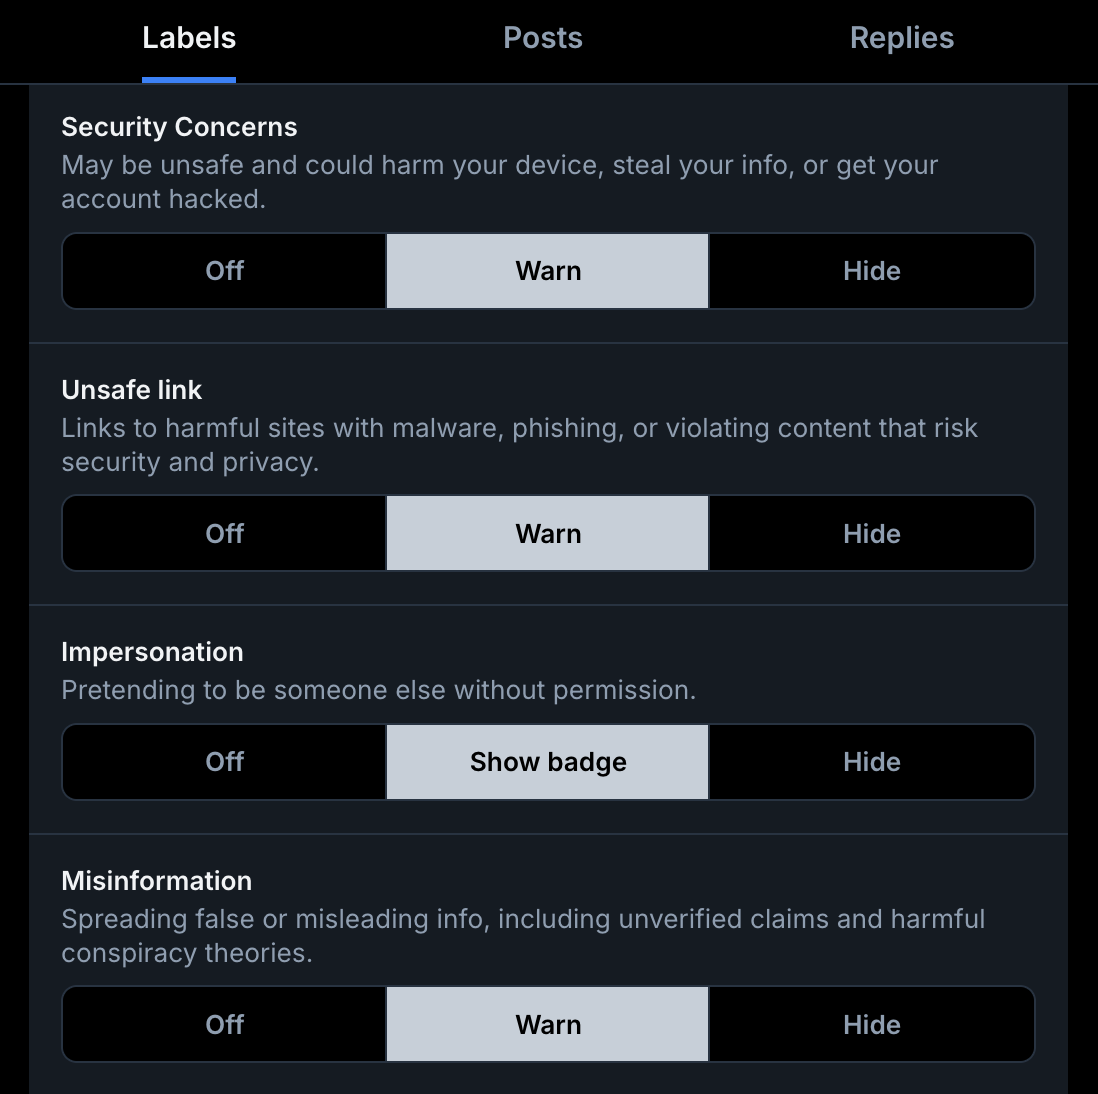 Labels Posts Replies
Security Concerns
May be unsafe and could harm your device, steal your info, or get your
account hacked.
Off Warn Hide
Unsafe link
Links to harmful sites with malware, phishing, or violating content that risk
security and privacy.
Off Warn Hide
Impersonation
Pretending to be someone else without permission.
Off Show badge Hide
Misinformation
Spreading false or misleading info, including unverified claims and harmful
conspiracy theories.
Off Warn Hide